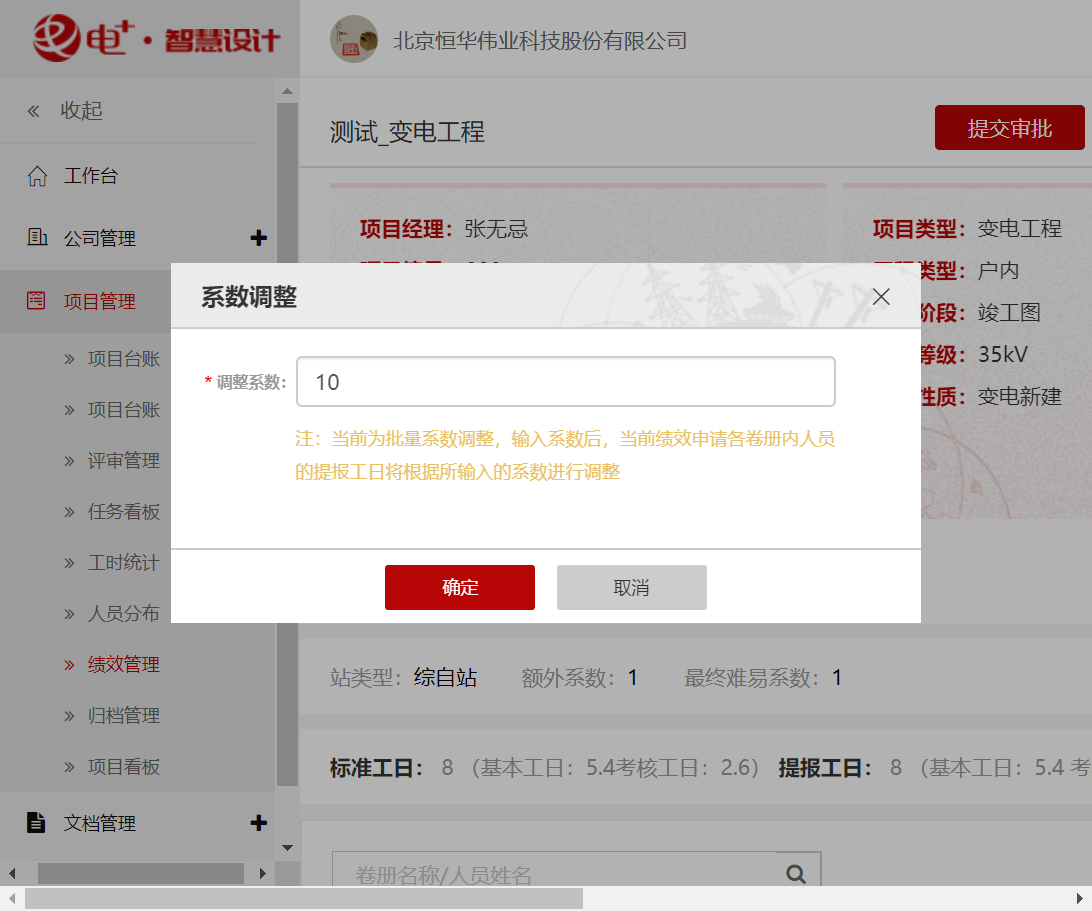 电+·智慧设计
北京恒华伟业科技股份有限公司
收起
测试_变电工程
提交审批
工作台
公司管理
项目经理：张无忌
项目类型：变电工程
类型：户内
项目管理
系数调整
阶段：竣工图
等级：35kV
项目台账
* 调整系数：
10
性质：变电新建
项目台账
注：当前为批量系数调整，输入系数后，当前绩效申请各卷册内人员
的提报工日将根据所输入的系数进行调整
评审管理
任务看板
工时统计
确定
取消
人员分布
绩效管理
站类型：综自站
额外系数：1
最终难易系数：1
归档管理
项目看板
标准工日： 8 （基本工日：5.4考核工日：2.6） 提报工日： 8 （基本工日：5.4 考
文档管理
卷册名称/人员姓名